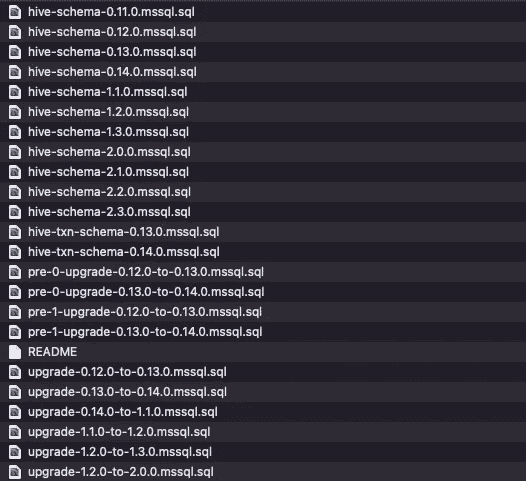 hive-schema-0.11.0.mssql.sql
hive-schema-0.12.0.mssql.sql
hive-schema-0.13.0.mssql.sql
hive-schema-0.14.0.mssql.sql
hive-schema-1.1.0.mssql.sql
hive-schema-1.2.0.mssql.sql
hive-schema-1.3.0.mssql.sql
hive-schema-2.0.0.mssql.sql
hive-schema-2.1.0.mssql.sql
hive-schema-2.2.0.mssql.sql
hive-schema-2.3.0.mssql.sql
hive-txn-schema-0.13.0.mssql.sql
hive-txn-schema-0.14.0.mssql.sql
pre-0-upgrade-0.12.0-to-0.13.0.mssql.sql
pre-0-upgrade-0.13.0-to-0.14.0.mssql.sql
pre-1-upgrade-0.12.0-to-0.13.0.mssql.sql
pre-1-upgrade-0.13.0-to-0.14.0.mssql.sql
README
upgrade-0.12.0-to-0.13.0.mssql.sql
upgrade-0.13.0-to-0.14.0.mssql.sql
upgrade-0.14.0-to-1.1.0.mssql.sql
upgrade-1.1.0-to-1.2.0.mssql.sql
upgrade-1.2.0-to-1.3.0.mssql.sql
upgrade-1.2.0-to-2.0.0.mssql.sql